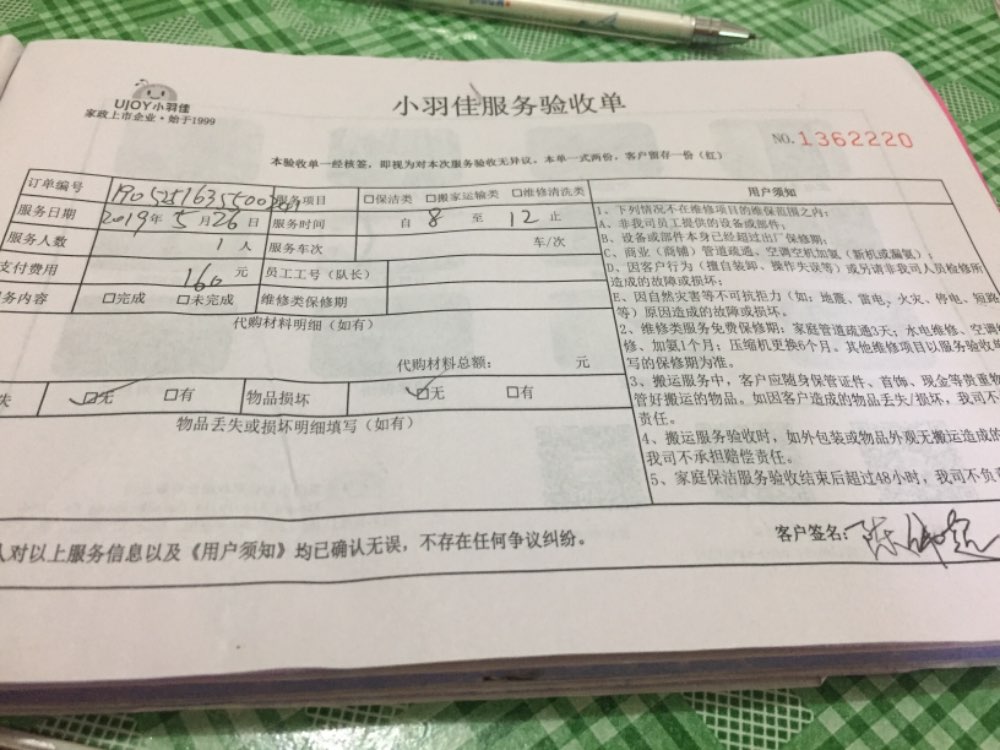 UJOY小羽佳
家政上市企业·始于1999
小羽佳服务验收单
NO.1362220
本验收单一经核签，即视为对本次服务验收无异议。本单一式两份，客户留存一份（红）
订单编号 服务项目 □保洁类 □搬家运输类 □维修清洗类
服务日期 2019年 5月26日 服务时间 自 8 至 12 止
服务人数 1 人 服务车次 车/次
支付费用 160 元 员工工号（队长）
务内容 □完成 □未完成 维修类保修期
代购材料明细（如有）
代购材料总额： 元
失 ☑无 □有 物品损坏 ☑无 □有
物品丢失或损坏明细填写（如有）
用户须知
1、下列情况不在维修项目的维保范围之内：
A、非我司员工提供的设备或部件；
B、设备或部件本身已经超过出厂保修期；
C、商业（商铺）管道疏通、空调空机加氨（新机或漏氨）；
D、因客户行为（擅自装卸、操作失误等）或另请非我司人员检修所
造成的故障或损坏；
E、因自然灾害等不可抗拒力（如：地震、雷电、火灾、停电、短路
等）原因造成的故障或损坏。
2、维修类服务免费保修期：家庭管道疏通3天；水电维修、空调
修、加氨1个月；压缩机更换6个月。其他维修项目以服务验收
写的保修期为准。
3、搬运服务中，客户应随身保管证件、首饰、现金等贵重物
管好搬运的物品。如因客户造成的物品丢失/损坏，我司不
责任。
4、搬运服务验收时，如外包装或物品外观无搬运造成的
我司不承担赔偿责任。
5、家庭保洁服务验收结束后超过48小时，我司不负
人对以上服务信息以及《用户须知》均已确认无误，不存在任何争议纠纷。
客户签名：